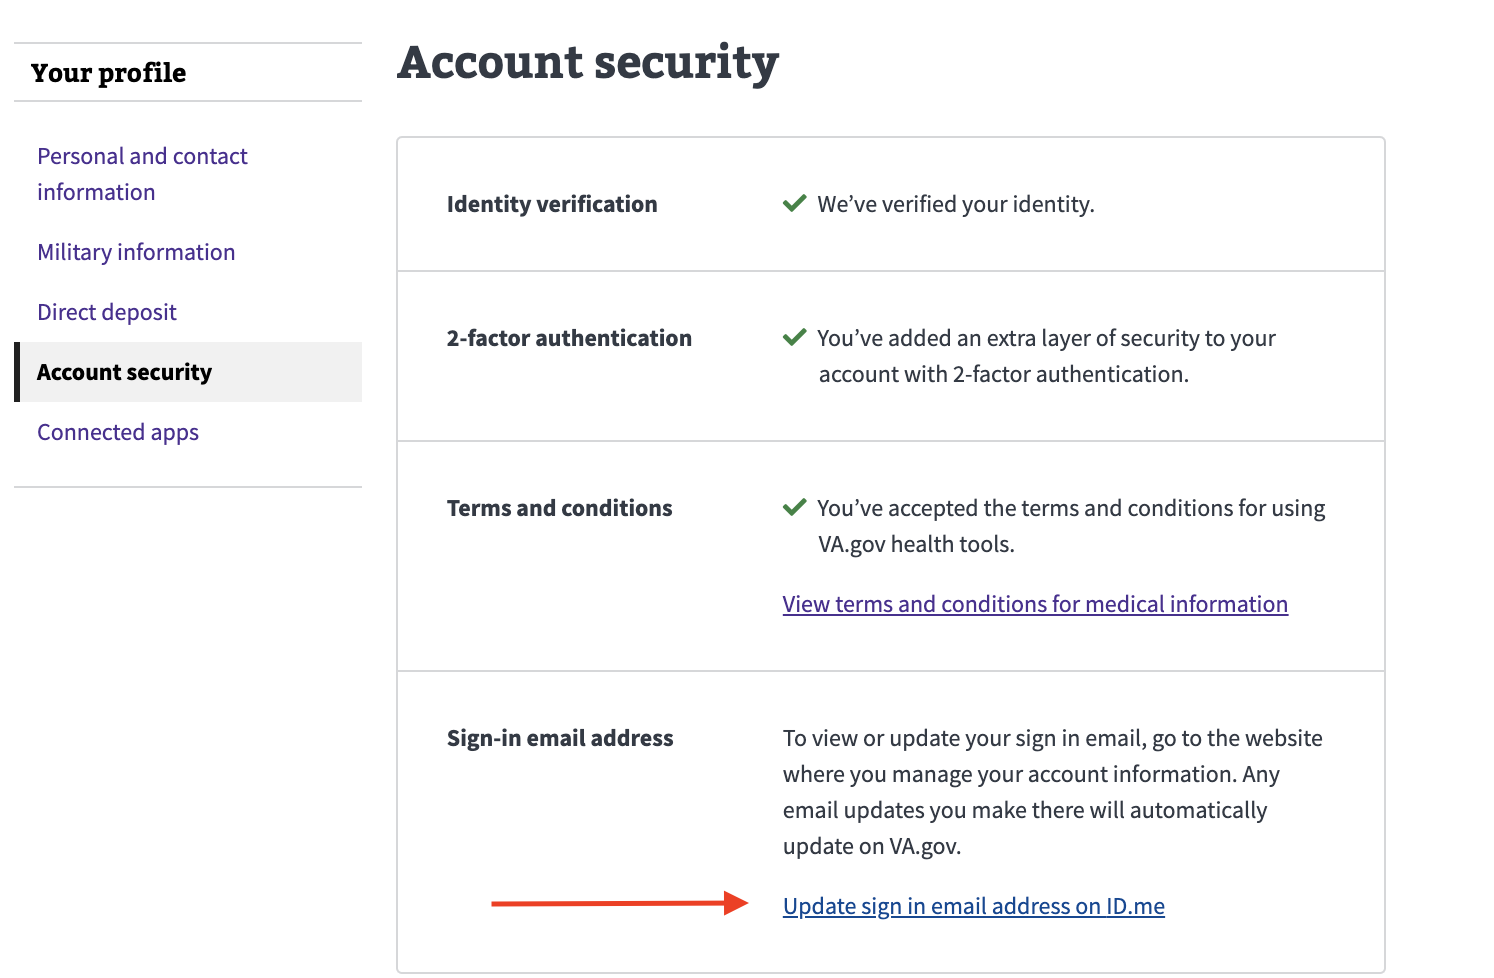 Your profile
Personal and contact
information
Military information
Direct deposit
Account security
Connected apps
Account security
Identity verification
We’ve verified your identity.
2-factor authentication
You’ve added an extra layer of security to your
account with 2-factor authentication.
Terms and conditions
You’ve accepted the terms and conditions for using
VA.gov health tools.
View terms and conditions for medical information
Sign-in email address
To view or update your sign in email, go to the website
where you manage your account information. Any
email updates you make there will automatically
update on VA.gov.
Update sign in email address on ID.me